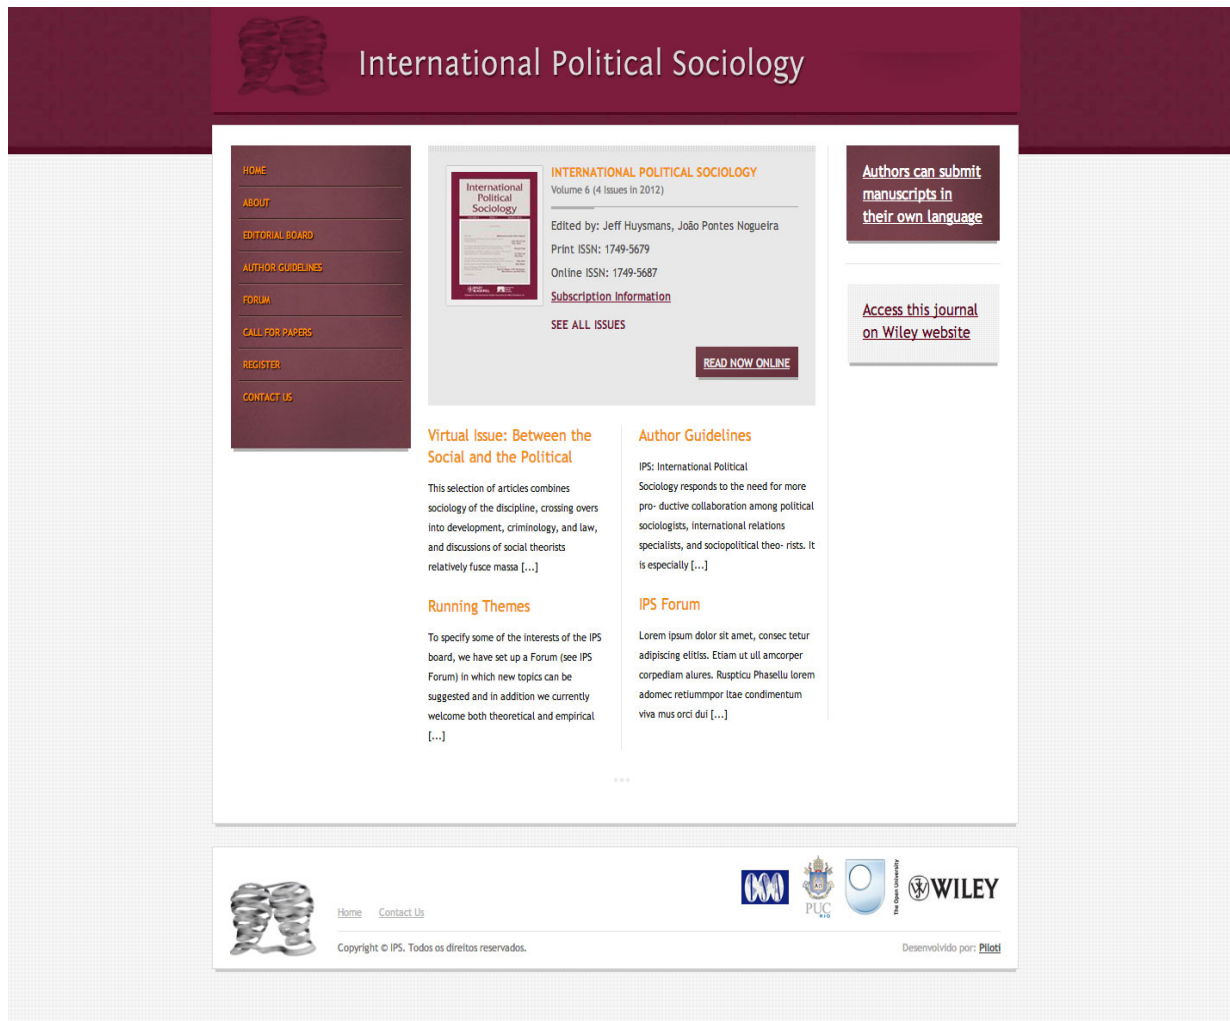 International Political Sociology
HOME
ABOUT
EDITORIAL BOARD
AUTHOR GUIDELINES
FORUM
CALL FOR PAPERS
REGISTER
CONTACT US
International
Political
Sociology
INTERNATIONAL POLITICAL SOCIOLOGY
Volume 6 (4 Issues in 2012)
Edited by: Jeff Huysmans, João Pontes Nogueira
Print ISSN: 1749-5679
Online ISSN: 1749-5687
Subscription Information
SEE ALL ISSUES
READ NOW ONLINE
Authors can submit
manuscripts in
their own language
Access this journal
on Wiley website
Virtual Issue: Between the
Social and the Political
This selection of articles combines
sociology of the discipline, crossing overs
into development, criminology, and law,
and discussions of social theorists
relatively fusce massa [...]
Running Themes
To specify some of the interests of the IPS
board, we have set up a Forum (see IPS
Forum) in which new topics can be
suggested and in addition we currently
welcome both theoretical and empirical
[...]
Author Guidelines
IPS: International Political
Sociology responds to the need for more
pro- ductive collaboration among political
sociologists, international relations
specialists, and sociopolitical theo- rists. It
is especially [...]
IPS Forum
Lorem ipsum dolor sit amet, consec tetur
adipiscing elitiss. Etiam ut ull amcorper
corpediam alures. Ruspticu Phasellu lorem
adomec retiummpor ltae condimentum
viva mus orci dui [...]
Home Contact Us
PUC
RIO
The Open University
WILEY
Copyright © IPS. Todos os direitos reservados.
Desenvolvido por: Piloti